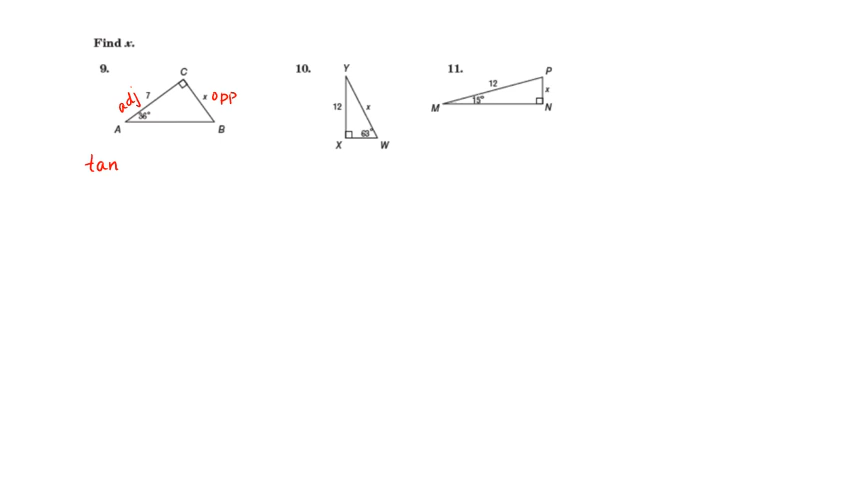 Find x.
9.
C
adj 7
x opp
36°
A
B
tan
10.
Y
12
x
63°
X
W
11.
P
12
x
15°
M
N